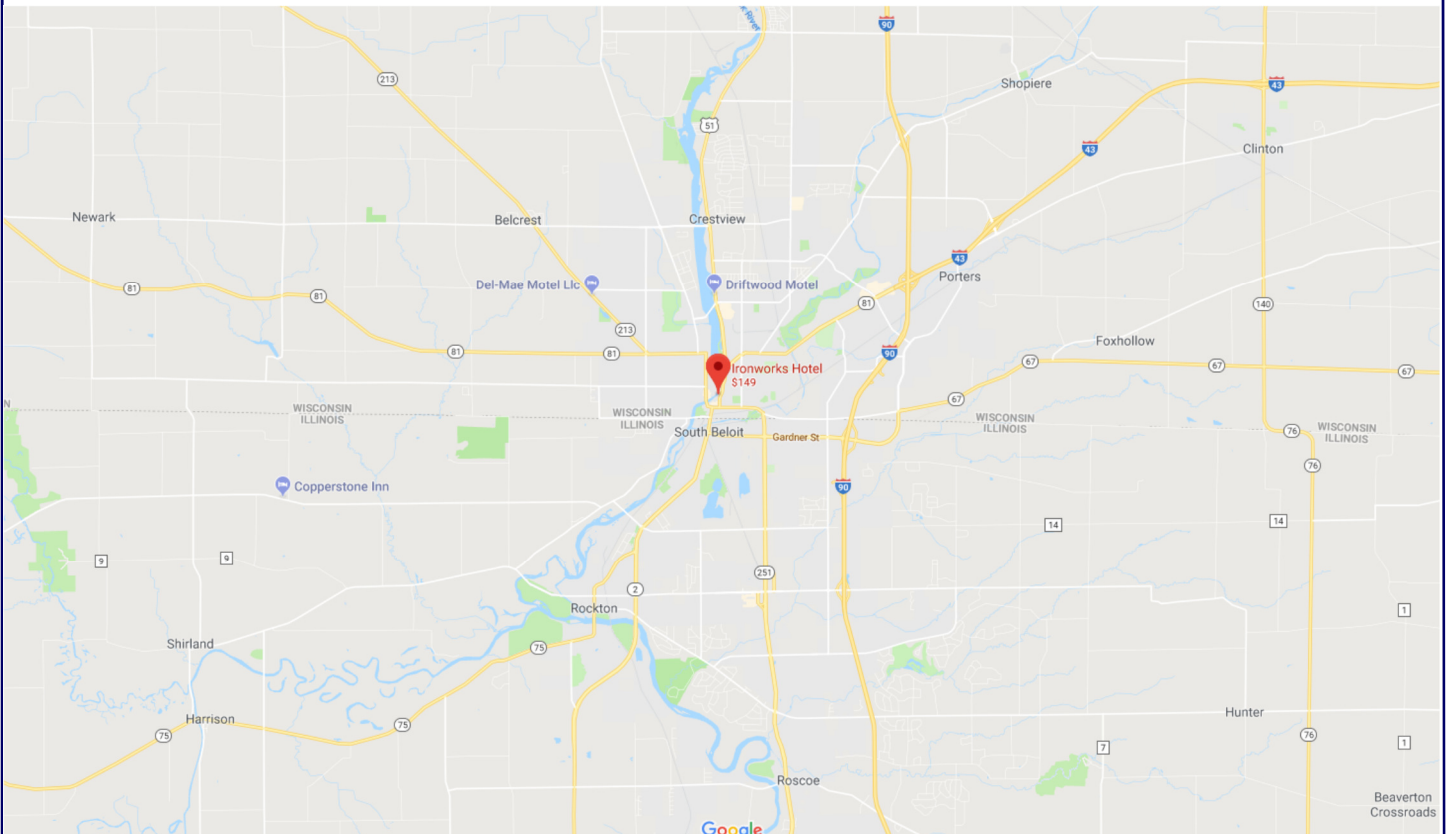 River
90
213
Shopiere
43
51
43
Clinton
Newark
Belcrest
Crestview
43
Porters
Del-Mae Motel Llc
Driftwood Motel
81
81
81
140
213
Foxhollow
81
81
90
67
67
67
Ironworks Hotel
$149
67
N
WISCONSIN
ILLINOIS
WISCONSIN
ILLINOIS
WISCONSIN
ILLINOIS
WISCONSIN
ILLINOIS
76
South Beloit
Gardner St
76
Copperstone Inn
90
14
14
9
9
251
2
Rockton
1
Shirland
75
Harrison
75
75
Hunter
76
7
1
Roscoe
Beaverton
Crossroads
Google